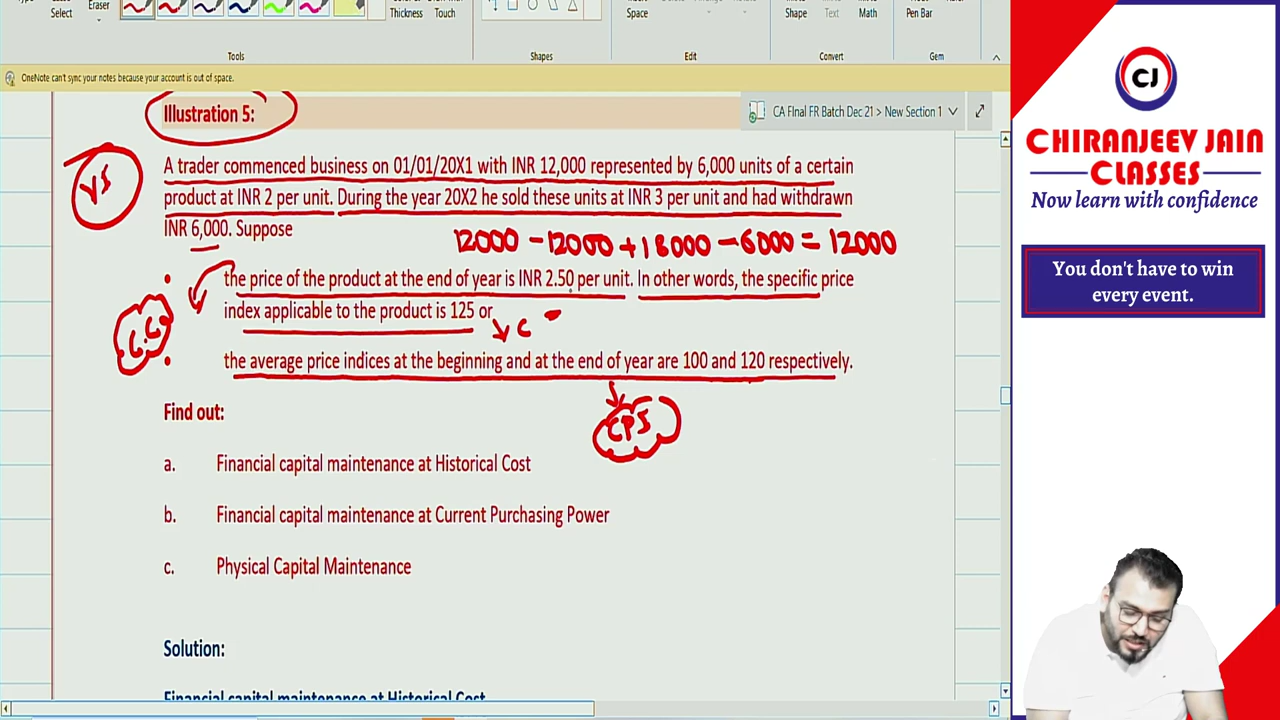 Eraser
Select
Thickness
Touch
Space
Shape
Text
Math
Pen Bar
Tools
Shapes
Edit
Convert
Gem
OneNote can't sync your notes because your account is out of space.
Illustration 5:
CA FInal FR Batch Dec 21 > New Section 1
VS
A trader commenced business on 01/01/20X1 with INR 12,000 represented by 6,000 units of a certain
product at INR 2 per unit. During the year 20X2 he sold these units at INR 3 per unit and had withdrawn
INR 6,000. Suppose
12000 - 12000 + 18000 - 6000 = 12000
• the price of the product at the end of year is INR 2.50 per unit. In other words, the specific price
index applicable to the product is 125 or
C
• the average price indices at the beginning and at the end of year are 100 and 120 respectively.
Find out:
a. Financial capital maintenance at Historical Cost
b. Financial capital maintenance at Current Purchasing Power
c. Physical Capital Maintenance
Solution:
Financial capital maintenance at Historical Cost
CJ
CHIRANJEEV JAIN
CLASSES
Now learn with confidence
You don't have to win
every event.